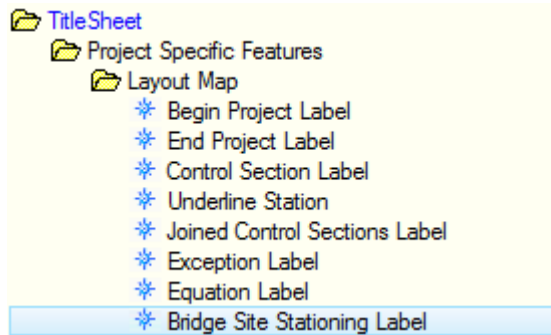 TitleSheet
Project Specific Features
Layout Map
Begin Project Label
End Project Label
Control Section Label
Underline Station
Joined Control Sections Label
Exception Label
Equation Label
Bridge Site Stationing Label